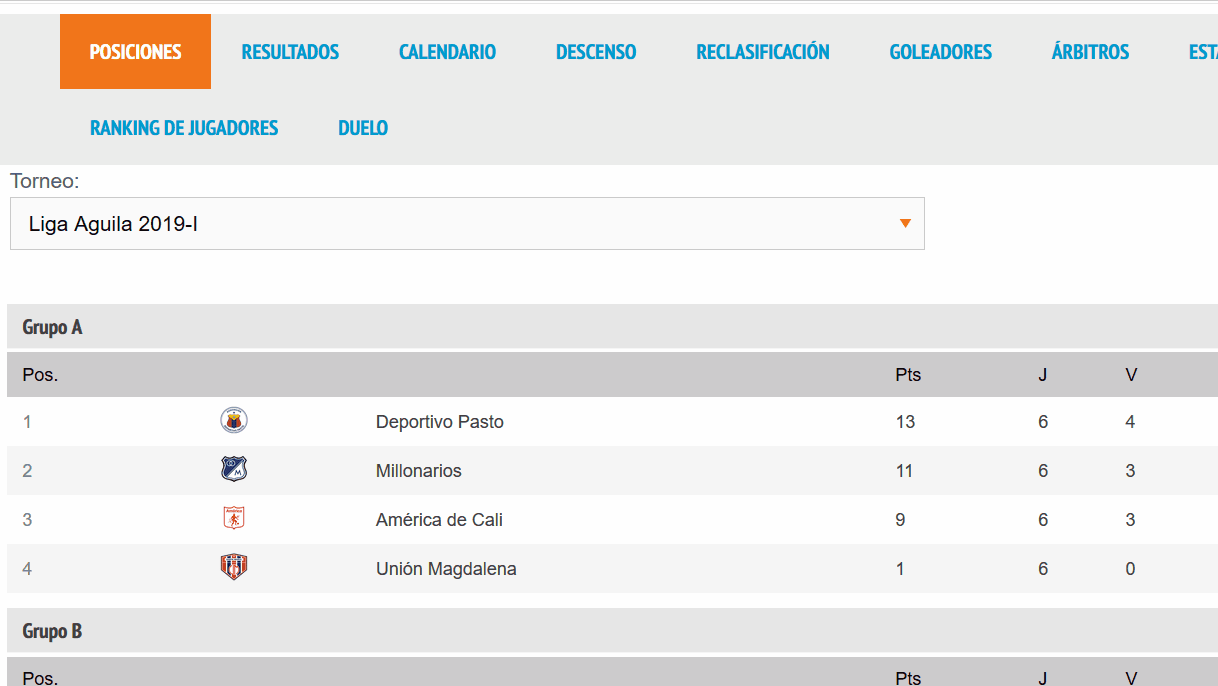 POSICIONES RESULTADOS CALENDARIO DESCENSO RECLASIFICACIÓN GOLEADORES ÁRBITROS EST
RANKING DE JUGADORES DUELO
Torneo:
Liga Aguila 2019-I
Grupo A
Pos. Pts J V
1 Deportivo Pasto 13 6 4
2 Millonarios 11 6 3
3 América de Cali 9 6 3
4 Unión Magdalena 1 6 0
Grupo B
Pos. Pts J V